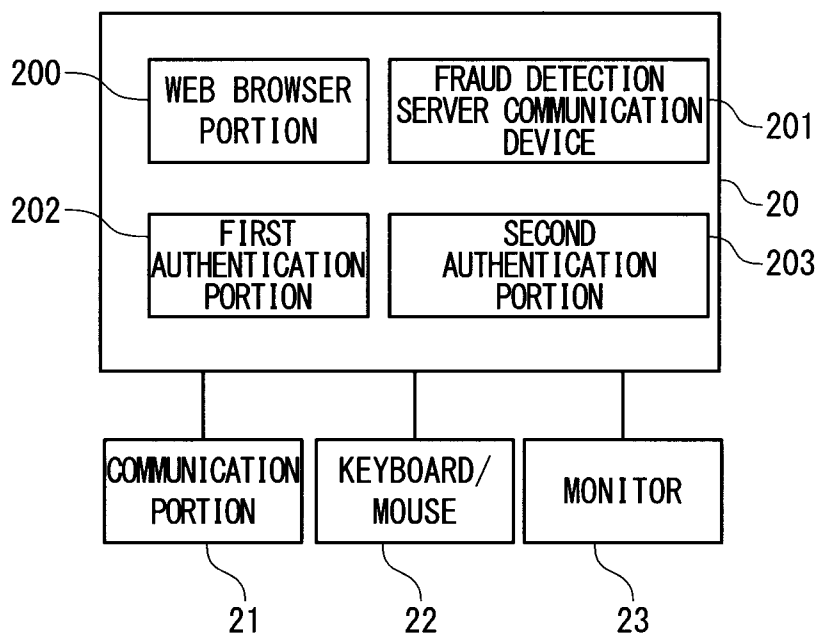 200
WEB BROWSER
PORTION
FRAUD DETECTION
SERVER COMMUNICATION
DEVICE
201
20
202
FIRST
AUTHENTICATION
PORTION
SECOND
AUTHENTICATION
PORTION
203
COMMUNICATION
PORTION
KEYBOARD/
MOUSE
MONITOR
21
22
23